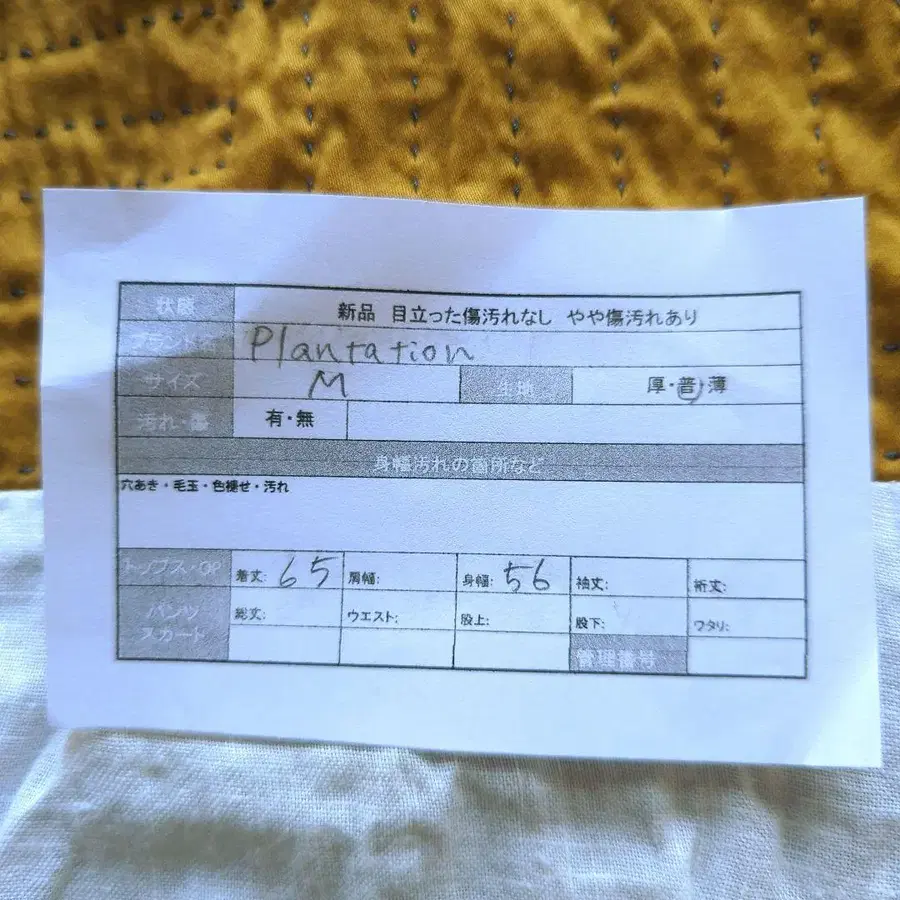 状態 新品 目立った傷汚れなし やや傷汚れあり
ブランド Plantation
サイズ M 生地 厚・普・薄
汚れ・傷 有・無
身幅汚れの箇所など
穴あき・毛玉・色褪せ・汚れ
トップス・OP 着丈: 65 肩幅: 身幅: 56 袖丈: 裄丈:
パンツ 総丈: ウエスト: 股上: 股下: ワタリ:
スカート 管理番号